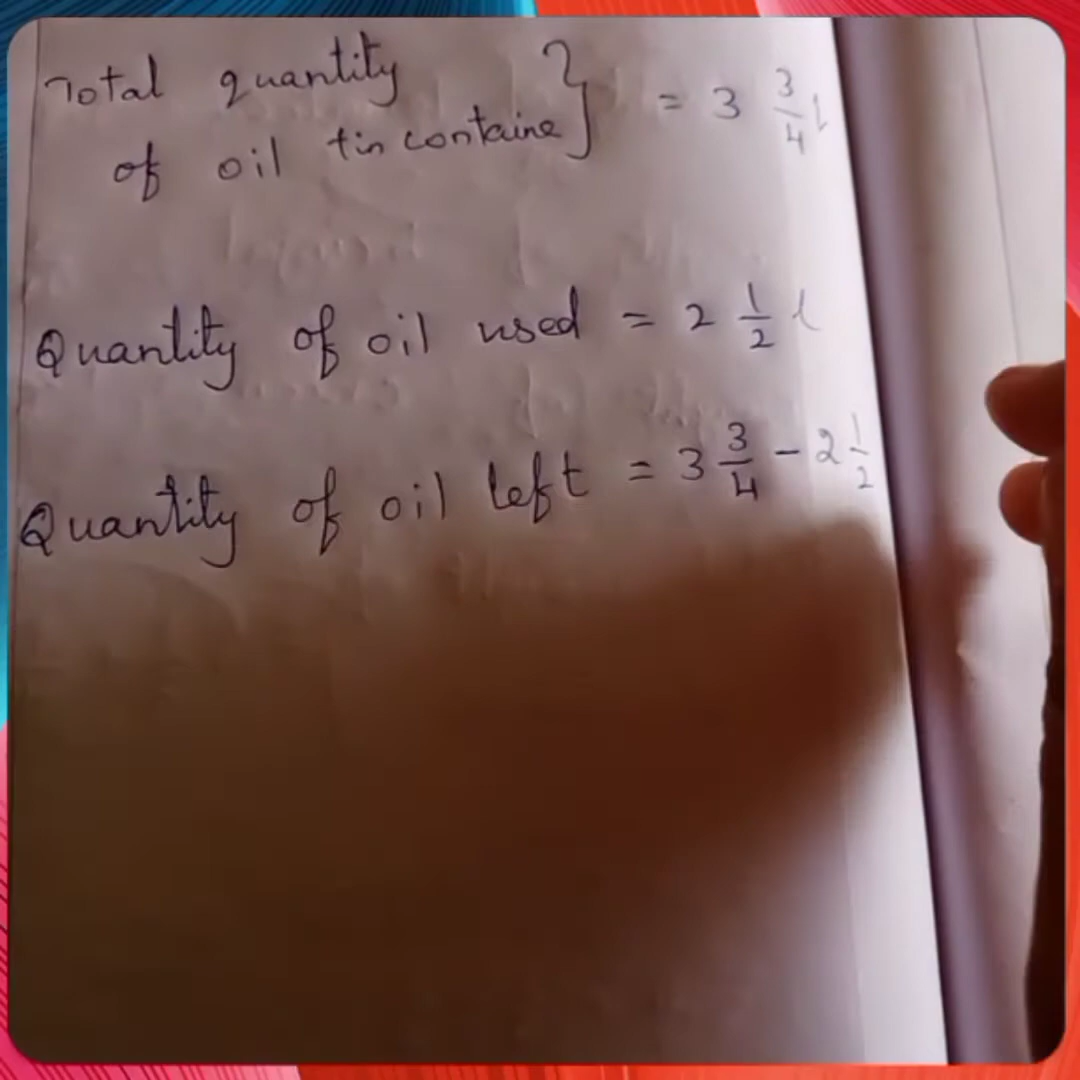 Total quantity
of oil tin containe } = 3 3/4 l
Quantity of oil used = 2 1/2 l
Quantity of oil left = 3 3/4 - 2 1/2